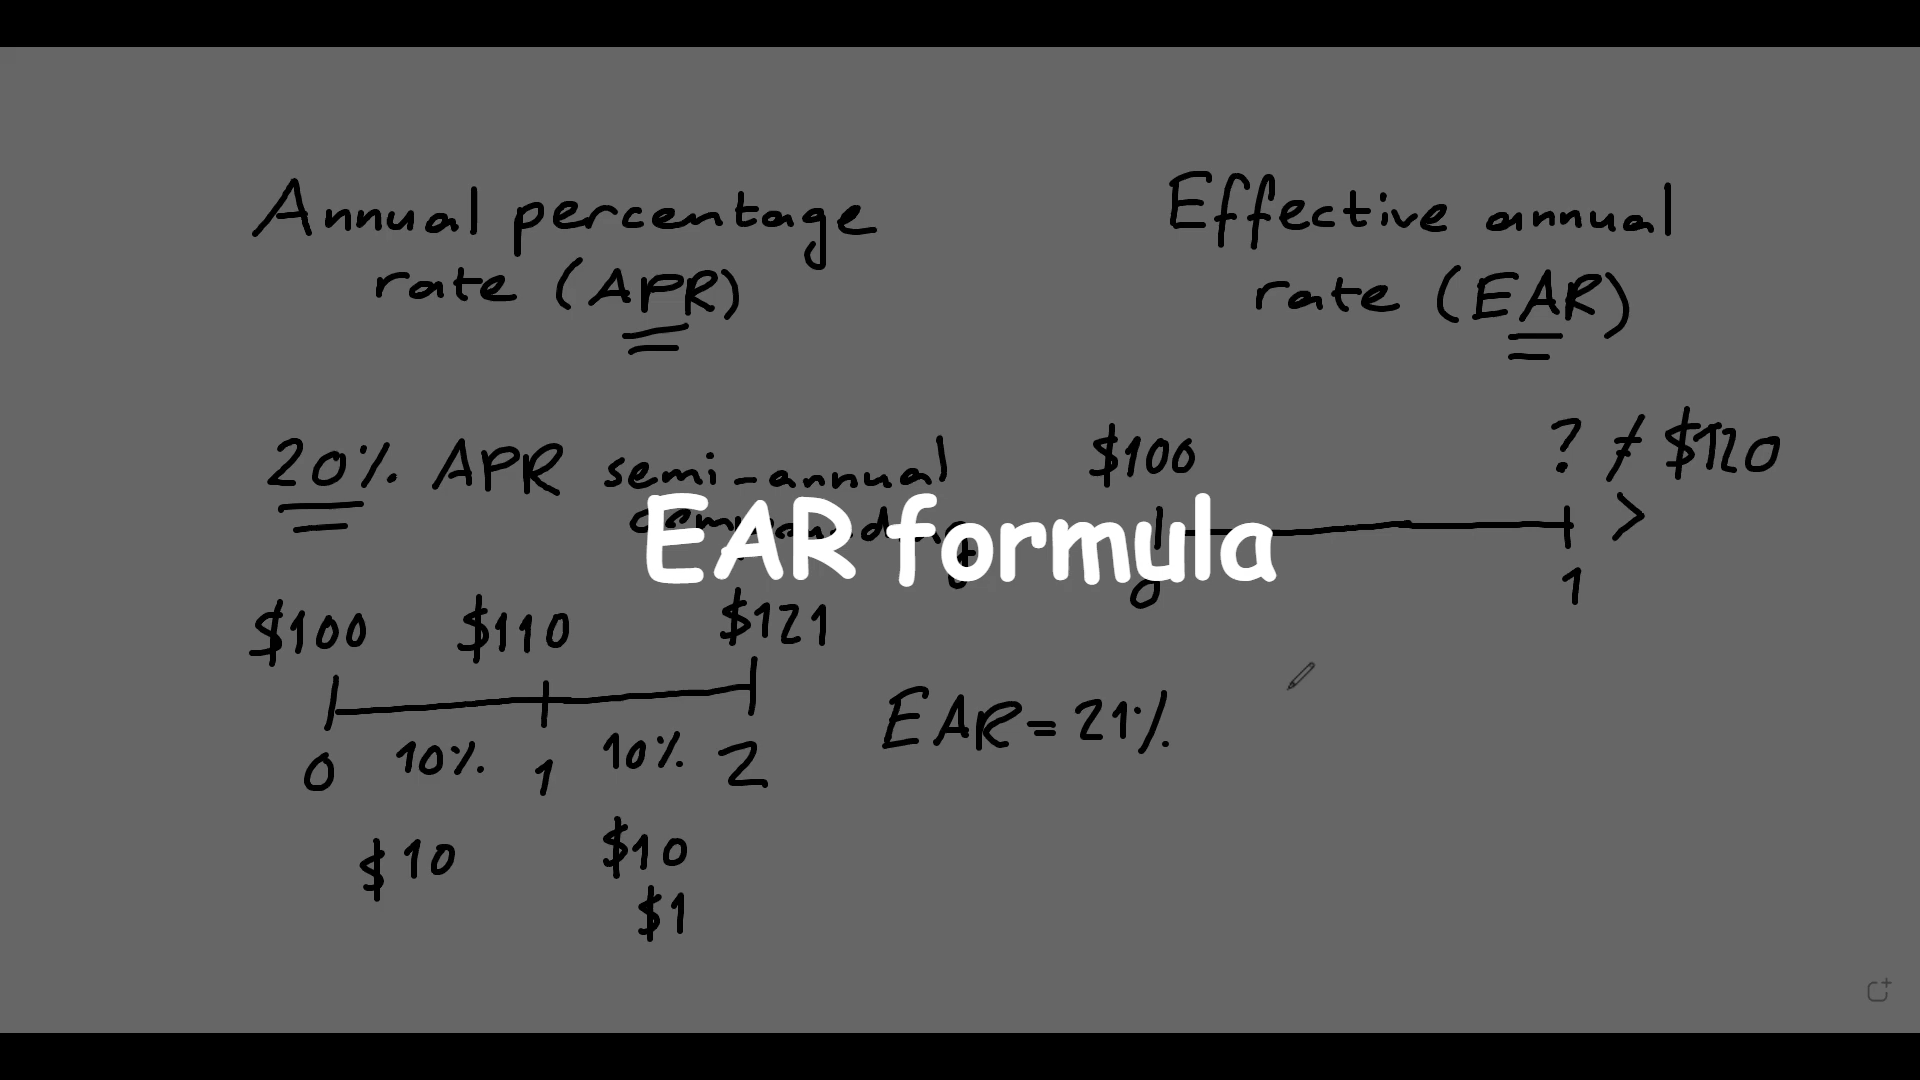 Annual percentage
rate (APR)
Effective annual
rate (EAR)
20% APR semi-annual
compounding
$100
? ≠ $120
>
0
1
EAR formula
$100 $110 $121
0 10% 1 10% 2
$10 $10
$1
EAR = 21%